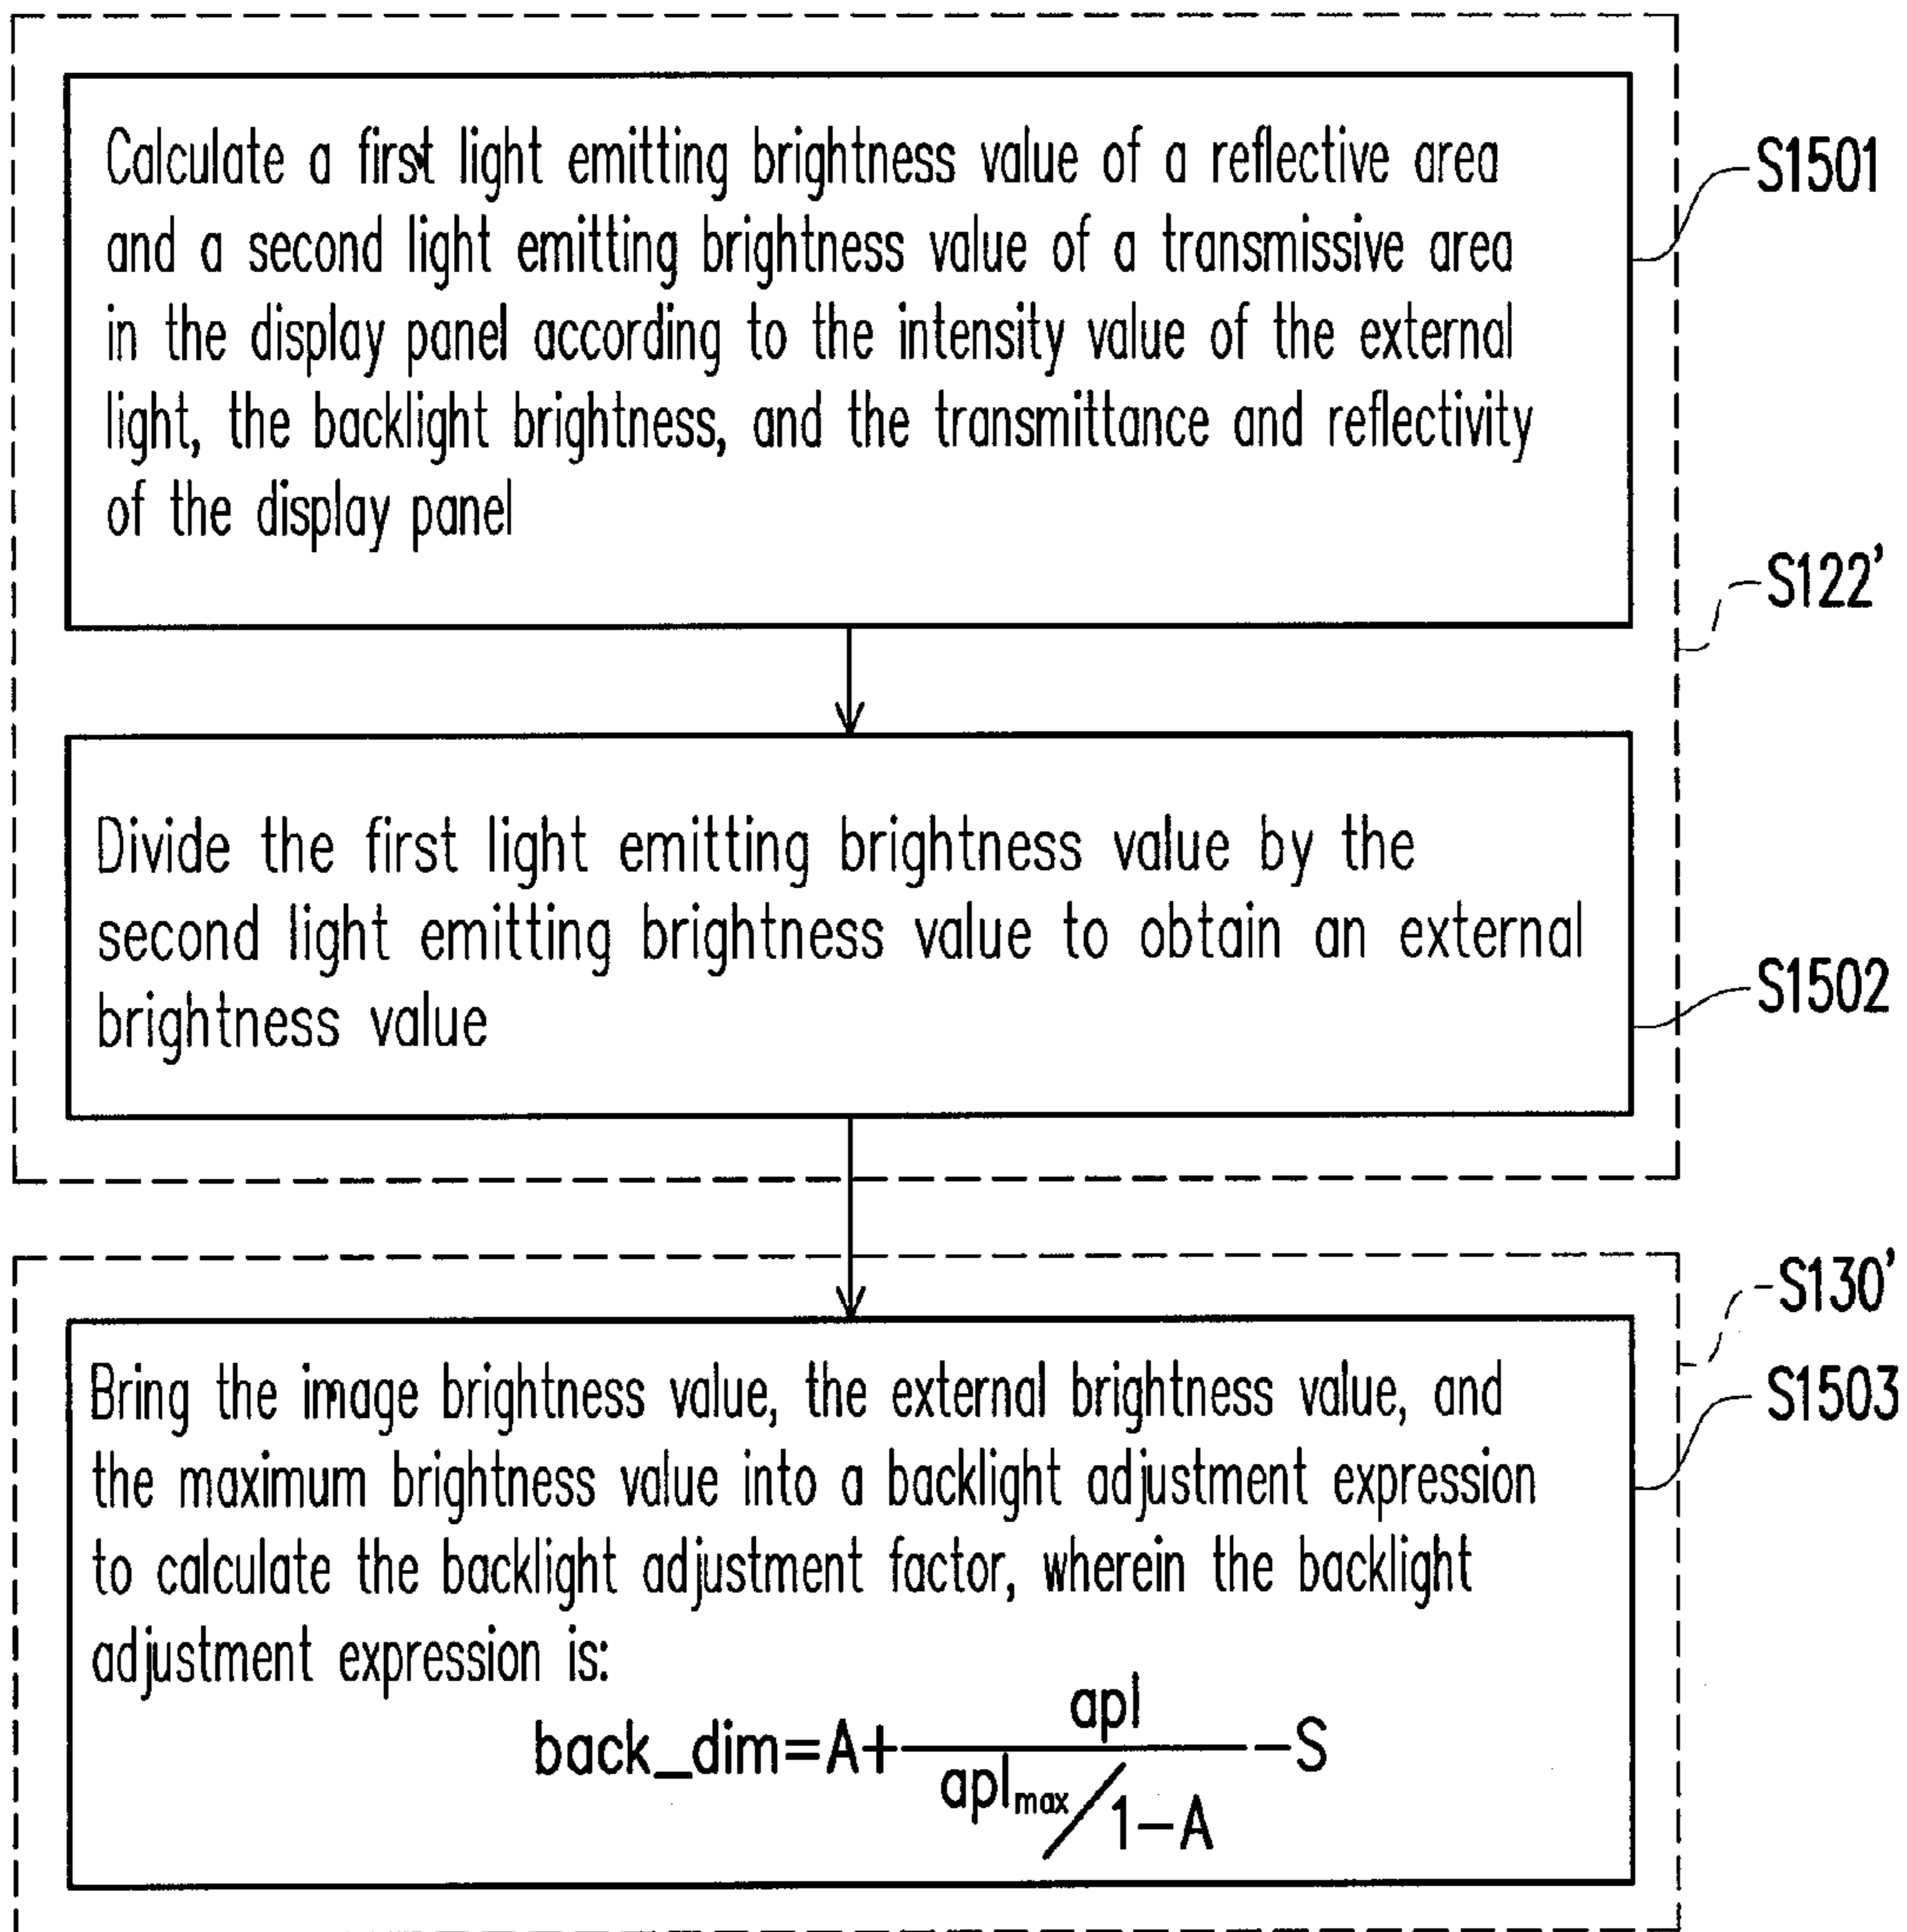 Calculate a first light emitting brightness value of a reflective area
and a second light emitting brightness value of a transmissive area
in the display panel according to the intensity value of the external
light, the backlight brightness, and the transmittance and reflectivity
of the display panel
S1501
S122'
Divide the first light emitting brightness value by the
second light emitting brightness value to obtain an external
brightness value
S1502
S130'
Bring the image brightness value, the external brightness value, and
the maximum brightness value into a backlight adjustment expression
to calculate the backlight adjustment factor, wherein the backlight
adjustment expression is:
S1503
back_dim=A+ apl / (apl_max / 1-A) -S